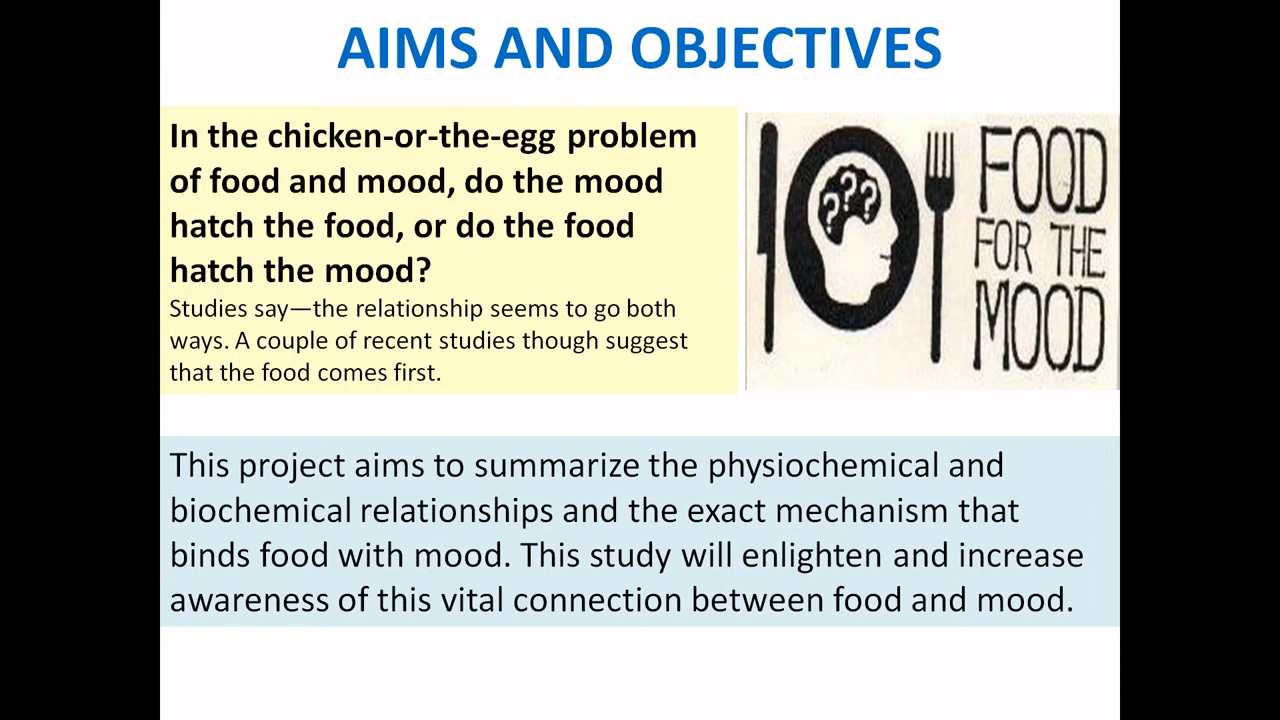 AIMS AND OBJECTIVES
In the chicken-or-the-egg problem
of food and mood, do the mood
hatch the food, or do the food
hatch the mood?
Studies say—the relationship seems to go both
ways. A couple of recent studies though suggest
that the food comes first.
???
FOOD
FOR THE
MOOD
This project aims to summarize the physiochemical and
biochemical relationships and the exact mechanism that
binds food with mood. This study will enlighten and increase
awareness of this vital connection between food and mood.